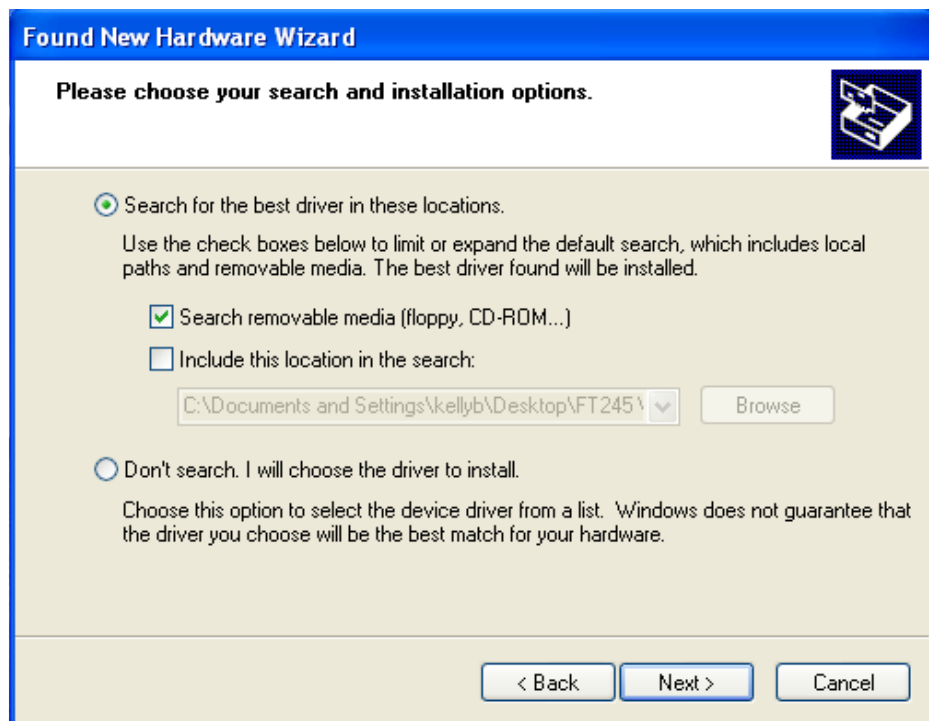 Found New Hardware Wizard
Please choose your search and installation options.
Search for the best driver in these locations.
Use the check boxes below to limit or expand the default search, which includes local
paths and removable media. The best driver found will be installed.
Search removable media (floppy, CD-ROM...)
Include this location in the search:
C:\Documents and Settings\kellyb\Desktop\FT245\
Browse
Don't search. I will choose the driver to install.
Choose this option to select the device driver from a list. Windows does not guarantee that
the driver you choose will be the best match for your hardware.
< Back
Next >
Cancel